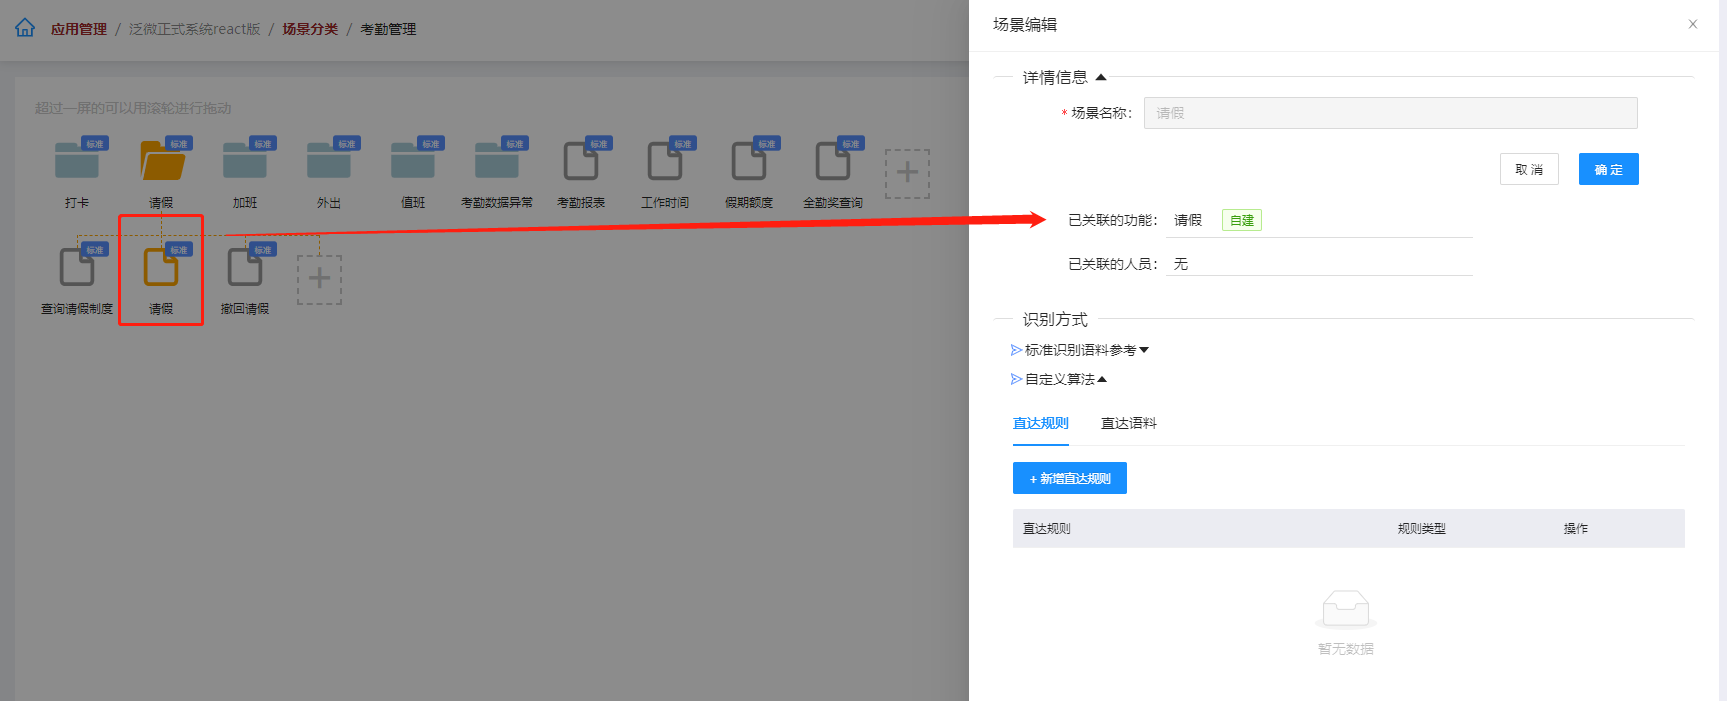 应用管理 / 泛微正式系统react版 / 场景分类 / 考勤管理
超过一屏的可以用滚轮进行拖动
标准 标准 标准 标准 标准 标准 标准 标准 标准 标准
打卡 请假 加班 外出 值班 考勤数据异常 考勤报表 工作时间 假期额度 全勤奖查询
标准 标准 标准
查询请假制度 请假 撤回请假
场景编辑
详情信息
* 场景名称: 请假
取 消 确 定
已关联的功能: 请假 自建
已关联的人员: 无
识别方式
标准识别语料参考
自定义算法
直达规则 直达语料
+ 新增直达规则
直达规则 规则类型 操作
暂无数据